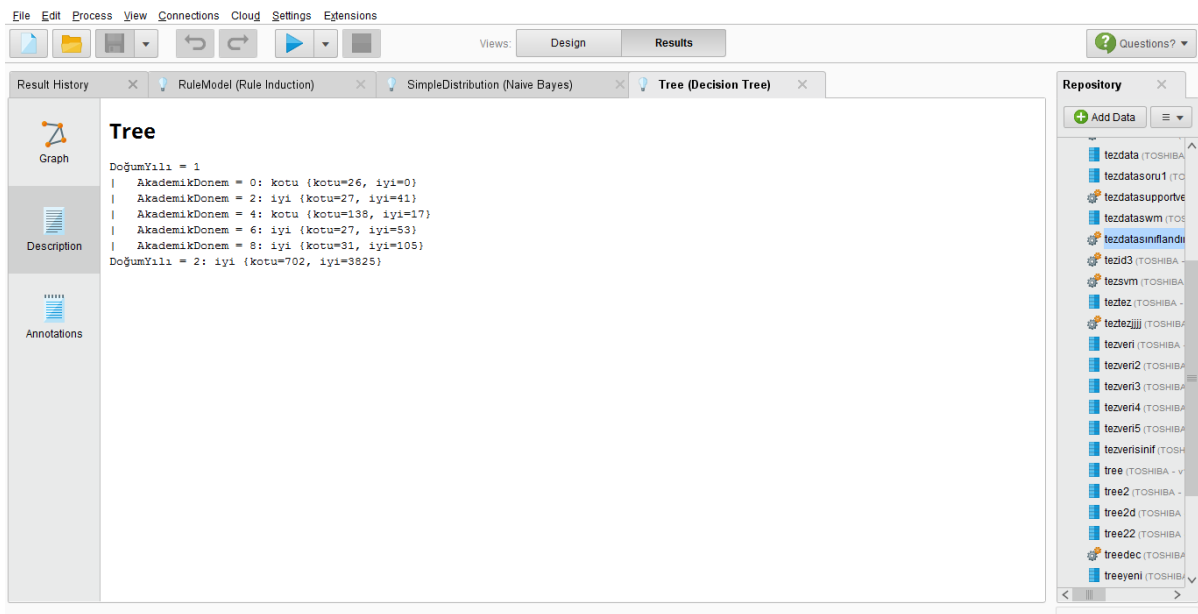 File Edit Process View Connections Cloud Settings Extensions
Views: Design Results Questions?
Result History RuleModel (Rule Induction) SimpleDistribution (Naive Bayes) Tree (Decision Tree)
Graph
Description
Annotations
Tree
DoğumYılı = 1
| AkademikDonem = 0: kotu {kotu=26, iyi=0}
| AkademikDonem = 2: iyi {kotu=27, iyi=41}
| AkademikDonem = 4: kotu {kotu=138, iyi=17}
| AkademikDonem = 6: iyi {kotu=27, iyi=53}
| AkademikDonem = 8: iyi {kotu=31, iyi=105}
DoğumYılı = 2: iyi {kotu=702, iyi=3825}
Repository
Add Data
tezdata (TOSHIBA
tezdatasoru1 (TO
tezdatasupportve
tezdataswm (TOS
tezdatasınıflandı
tezid3 (TOSHIBA -
tezsvm (TOSHIBA
teztez (TOSHIBA -
teztezjjjj (TOSHIBA
tezveri (TOSHIBA -
tezveri2 (TOSHIBA
tezveri3 (TOSHIBA
tezveri4 (TOSHIBA
tezveri5 (TOSHIBA
tezverisinif (TOSH
tree (TOSHIBA - v
tree2 (TOSHIBA -
tree2d (TOSHIBA
tree22 (TOSHIBA
treedec (TOSHIBA
treeyeni (TOSHIBA